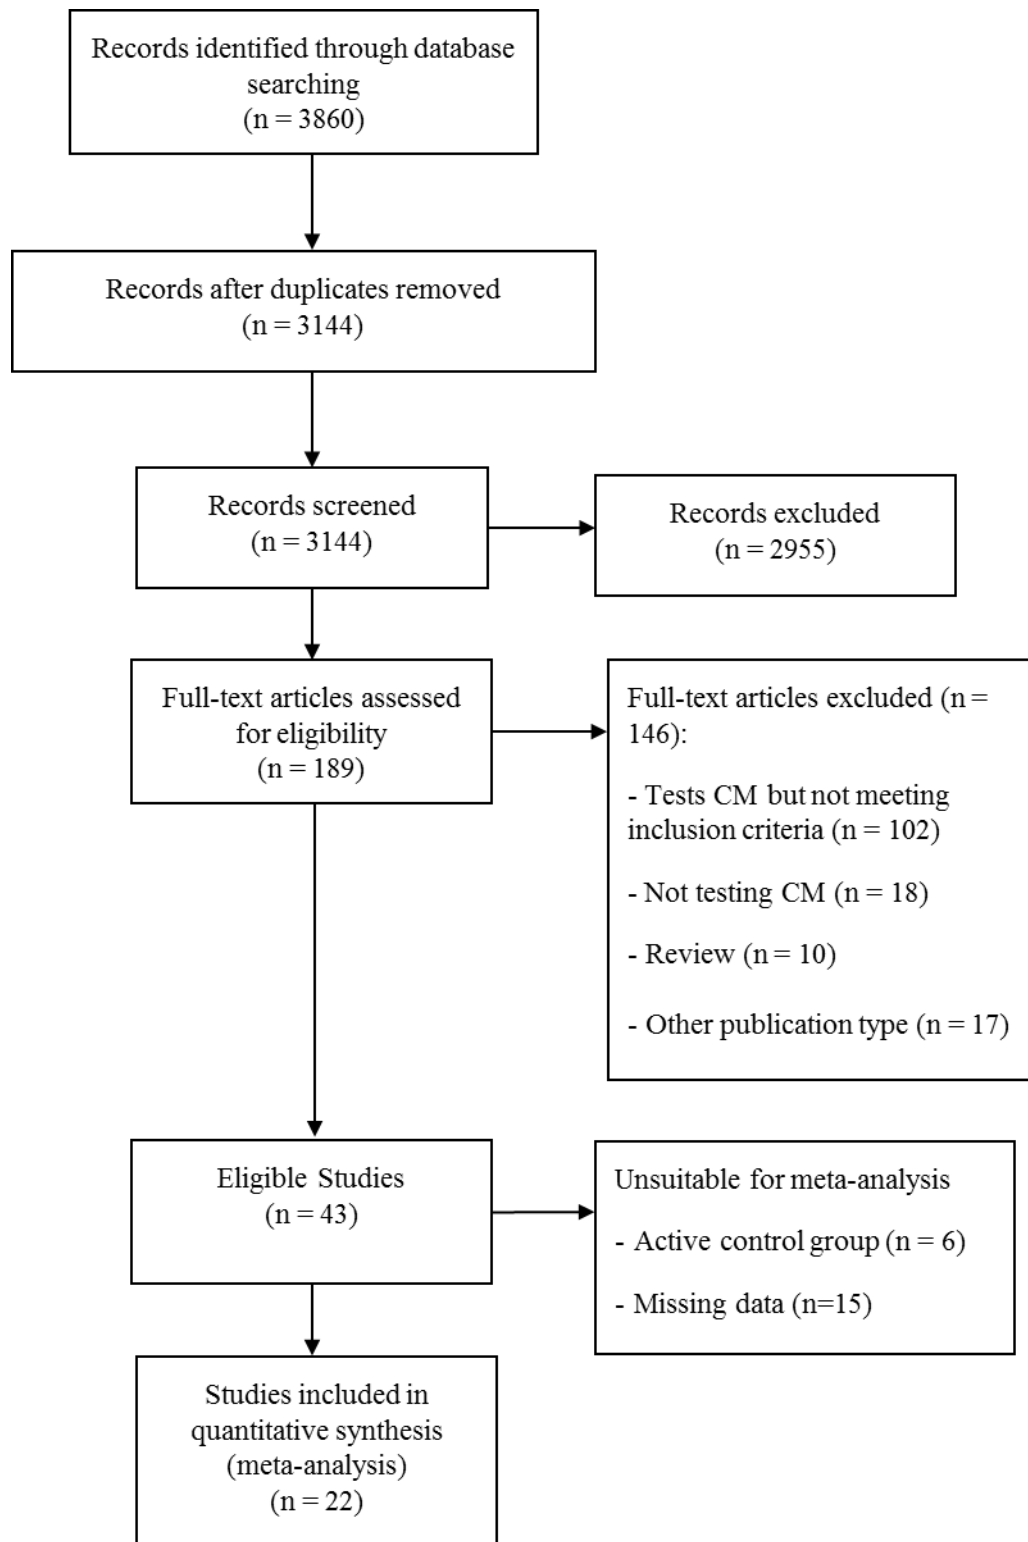 Records identified through database
searching
(n = 3860)
Records after duplicates removed
(n = 3144)
Records screened
(n = 3144)
Records excluded
(n = 2955)
Full-text articles assessed
for eligibility
(n = 189)
Full-text articles excluded (n =
146):
- Tests CM but not meeting
inclusion criteria (n = 102)
- Not testing CM (n = 18)
- Review (n = 10)
- Other publication type (n = 17)
Eligible Studies
(n = 43)
Unsuitable for meta-analysis
- Active control group (n = 6)
- Missing data (n=15)
Studies included in
quantitative synthesis
(meta-analysis)
(n = 22)